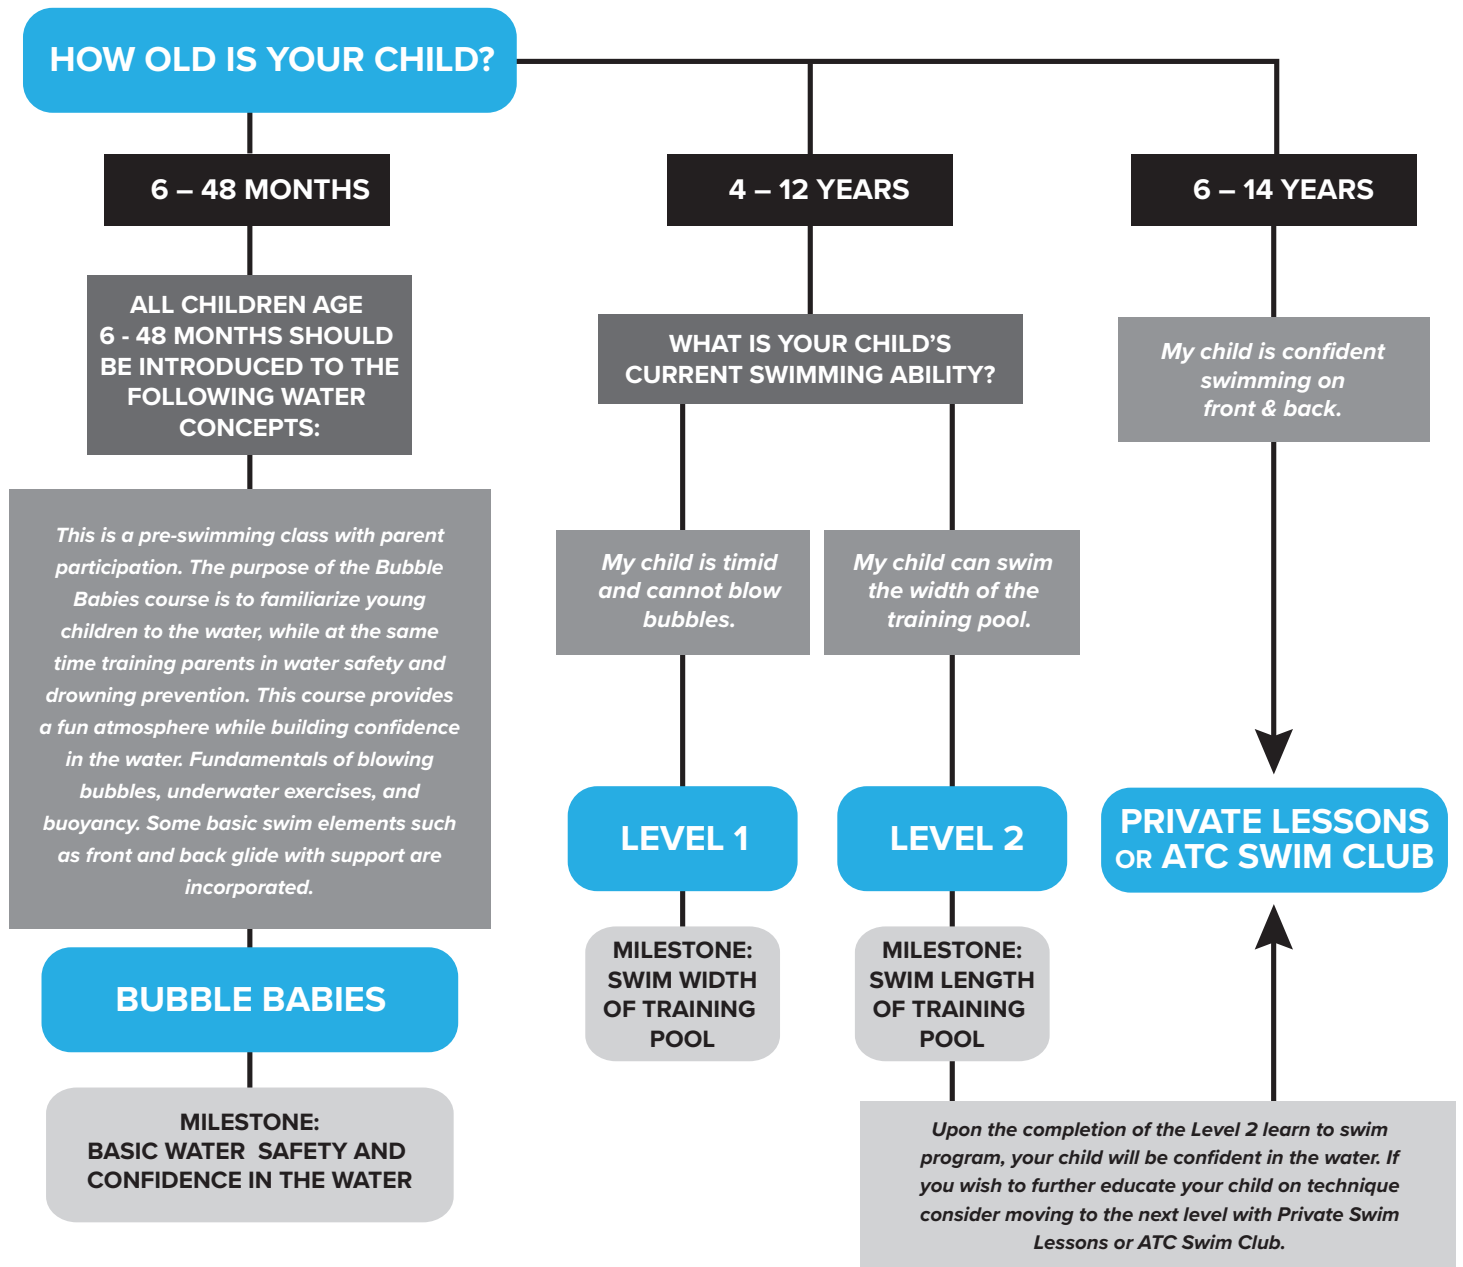 HOW OLD IS YOUR CHILD?
6 – 48 MONTHS
ALL CHILDREN AGE
6 - 48 MONTHS SHOULD
BE INTRODUCED TO THE
FOLLOWING WATER
CONCEPTS:
This is a pre-swimming class with parent
participation. The purpose of the Bubble
Babies course is to familiarize young
children to the water, while at the same
time training parents in water safety and
drowning prevention. This course provides
a fun atmosphere while building confidence
in the water. Fundamentals of blowing
bubbles, underwater exercises, and
buoyancy. Some basic swim elements such
as front and back glide with support are
incorporated.
BUBBLE BABIES
MILESTONE:
BASIC WATER SAFETY AND
CONFIDENCE IN THE WATER
4 – 12 YEARS
WHAT IS YOUR CHILD'S
CURRENT SWIMMING ABILITY?
My child is timid
and cannot blow
bubbles.
LEVEL 1
MILESTONE:
SWIM WIDTH
OF TRAINING
POOL
My child can swim
the width of the
training pool.
LEVEL 2
MILESTONE:
SWIM LENGTH
OF TRAINING
POOL
6 – 14 YEARS
My child is confident
swimming on
front & back.
PRIVATE LESSONS
OR ATC SWIM CLUB
Upon the completion of the Level 2 learn to swim
program, your child will be confident in the water. If
you wish to further educate your child on technique
consider moving to the next level with Private Swim
Lessons or ATC Swim Club.